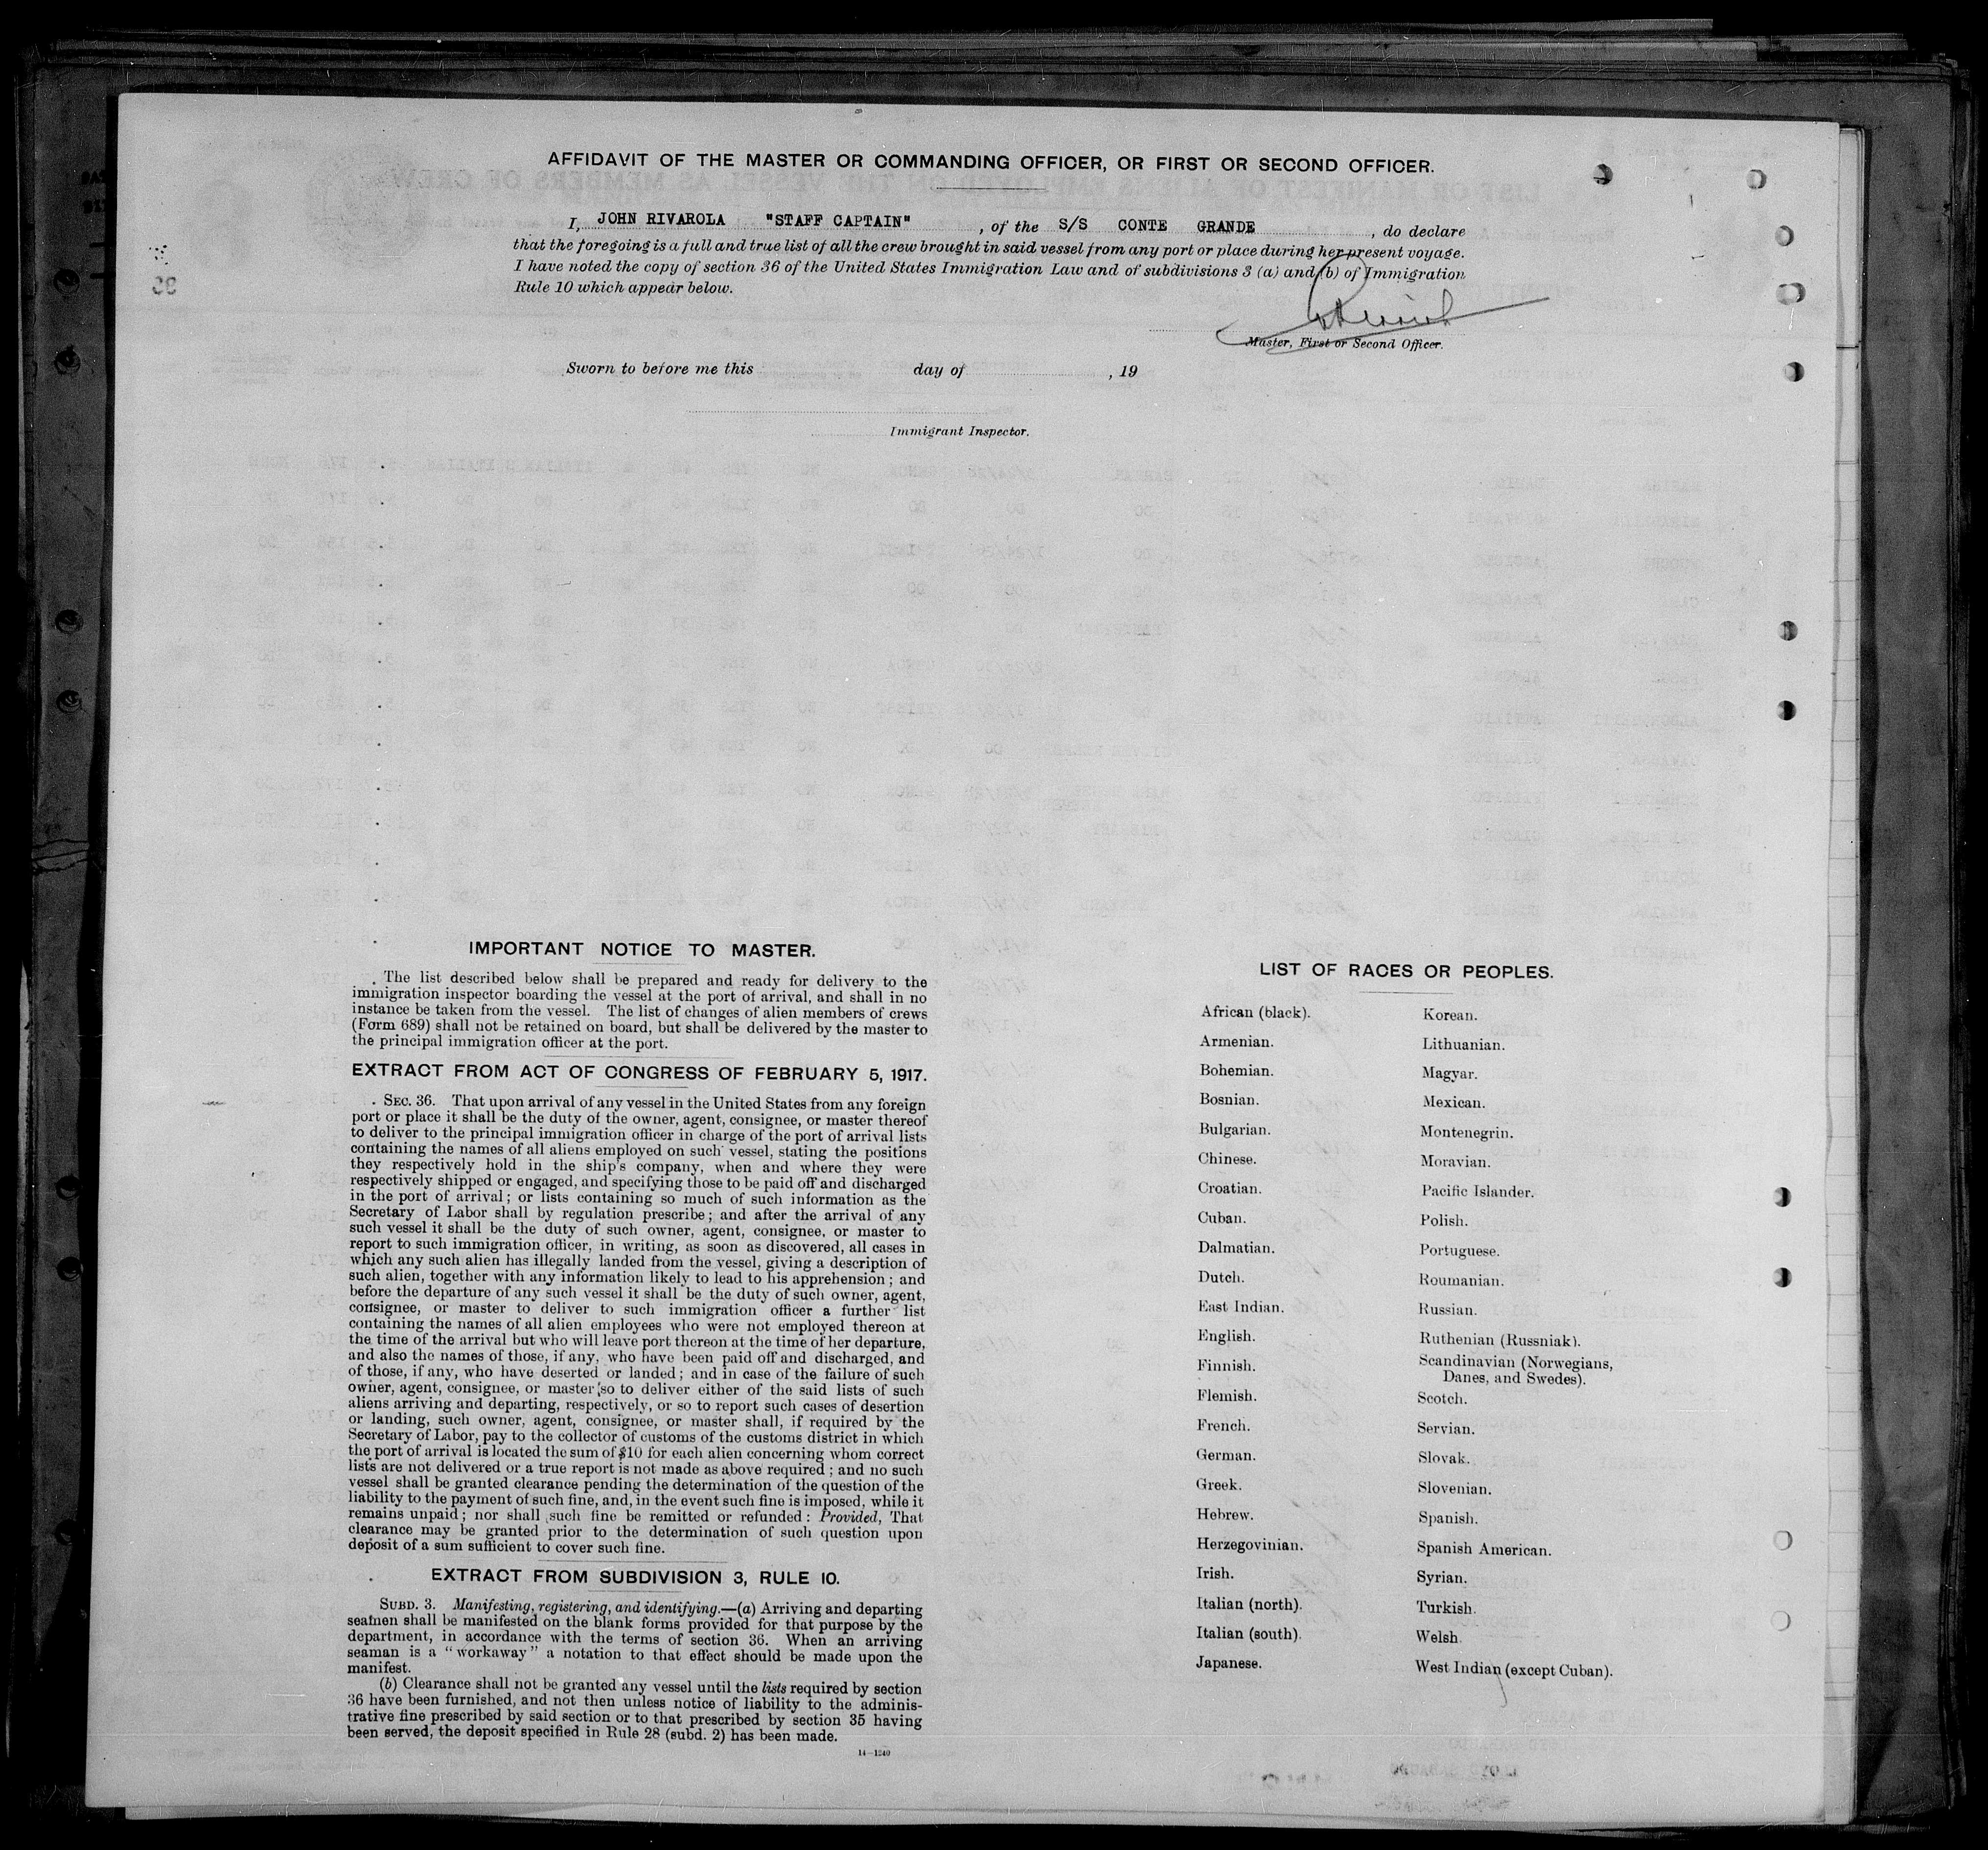 AFFIDAVIT OF THE MASTER OR COMMANDING OFFICER, OR FIRST OR SECOND OFFICER.
I, JOHN RIVAROLA "STAFF CAPTAIN", of the S/S CONTE GRANDE, do declare
that the foregoing is a full and true list of all the crew brought in said vessel from any port or place during her present voyage.
I have noted the copy of section 36 of the United States Immigration Law and of subdivisions 3 (a) and (b) of Immigration
Rule 10 which appear below.
Master, First or Second Officer.
Sworn to before me this day of , 19
Immigrant Inspector.
IMPORTANT NOTICE TO MASTER.
The list described below shall be prepared and ready for delivery to the
immigration inspector boarding the vessel at the port of arrival, and shall in no
instance be taken from the vessel. The list of changes of alien members of crews
(Form 689) shall not be retained on board, but shall be delivered by the master to
the principal immigration officer at the port.
EXTRACT FROM ACT OF CONGRESS OF FEBRUARY 5, 1917.
SEC. 36. That upon arrival of any vessel in the United States from any foreign
port or place it shall be the duty of the owner, agent, consignee, or master thereof
to deliver to the principal immigration officer in charge of the port of arrival lists
containing the names of all aliens employed on such vessel, stating the positions
they respectively hold in the ship's company, when and where they were
respectively shipped or engaged, and specifying those to be paid off and discharged
in the port of arrival; or lists containing so much of such information as the
Secretary of Labor shall by regulation prescribe; and after the arrival of any
such vessel it shall be the duty of such owner, agent, consignee, or master to
report to such immigration officer, in writing, as soon as discovered, all cases in
which any such alien has illegally landed from the vessel, giving a description of
such alien, together with any information likely to lead to his apprehension; and
before the departure of any such vessel it shall be the duty of such owner, agent,
consignee, or master to deliver to such immigration officer a further list
containing the names of all alien employees who were not employed thereon at
the time of the arrival but who will leave port thereon at the time of her departure,
and also the names of those, if any, who have been paid off and discharged, and
of those, if any, who have deserted or landed; and in case of the failure of such
owner, agent, consignee, or master so to deliver either of the said lists of such
aliens arriving and departing, respectively, or so to report such cases of desertion
or landing, such owner, agent, consignee, or master shall, if required by the
Secretary of Labor, pay to the collector of customs of the customs district in which
the port of arrival is located the sum of $10 for each alien concerning whom correct
lists are not delivered or a true report is not made as above required; and no such
vessel shall be granted clearance pending the determination of the question of the
liability to the payment of such fine, and, in the event such fine is imposed, while it
remains unpaid; nor shall such fine be remitted or refunded: Provided, That
clearance may be granted prior to the determination of such question upon
deposit of a sum sufficient to cover such fine.
EXTRACT FROM SUBDIVISION 3, RULE 10.
SUBD. 3. Manifesting, registering, and identifying.—(a) Arriving and departing
seamen shall be manifested on the blank forms provided for that purpose by the
department, in accordance with the terms of section 36. When an arriving
seaman is a "workaway" a notation to that effect should be made upon the
manifest.
(b) Clearance shall not be granted any vessel until the lists required by section
36 have been furnished, and not then unless notice of liability to the adminis-
trative fine prescribed by said section or to that prescribed by section 35 having
been served, the deposit specified in Rule 28 (subd. 2) has been made.
14—1240
LIST OF RACES OR PEOPLES.
African (black).
Armenian.
Bohemian.
Bosnian.
Bulgarian.
Chinese.
Croatian.
Cuban.
Dalmatian.
Dutch.
East Indian.
English.
Finnish.
Flemish.
French.
German.
Greek.
Hebrew.
Herzegovinian.
Irish.
Italian (north).
Italian (south).
Japanese.
Korean.
Lithuanian.
Magyar.
Mexican.
Montenegrin.
Moravian.
Pacific Islander.
Polish.
Portuguese.
Roumanian.
Russian.
Ruthenian (Russniak).
Scandinavian (Norwegians,
Danes, and Swedes).
Scotch.
Servian.
Slovak.
Slovenian.
Spanish.
Spanish American.
Syrian.
Turkish.
Welsh.
West Indian (except Cuban).